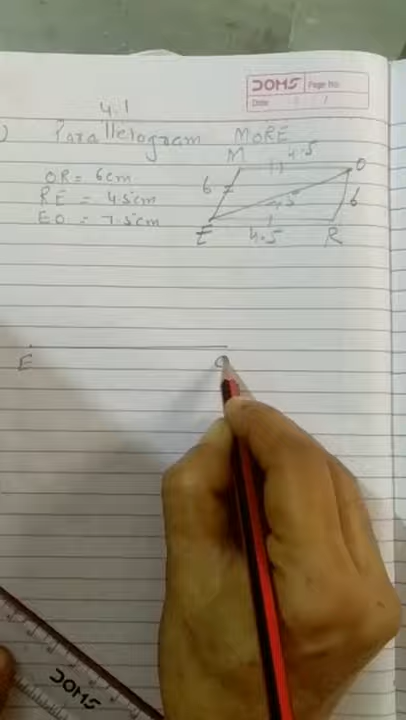 DOMS Page No.
Date / /
4.1
) Parallelogram MORE
OR = 6cm
RE = 4.5cm
EO = 7.5cm
M 4.5 O
6 7.5 6
E 4.5 R
E O
DOMS